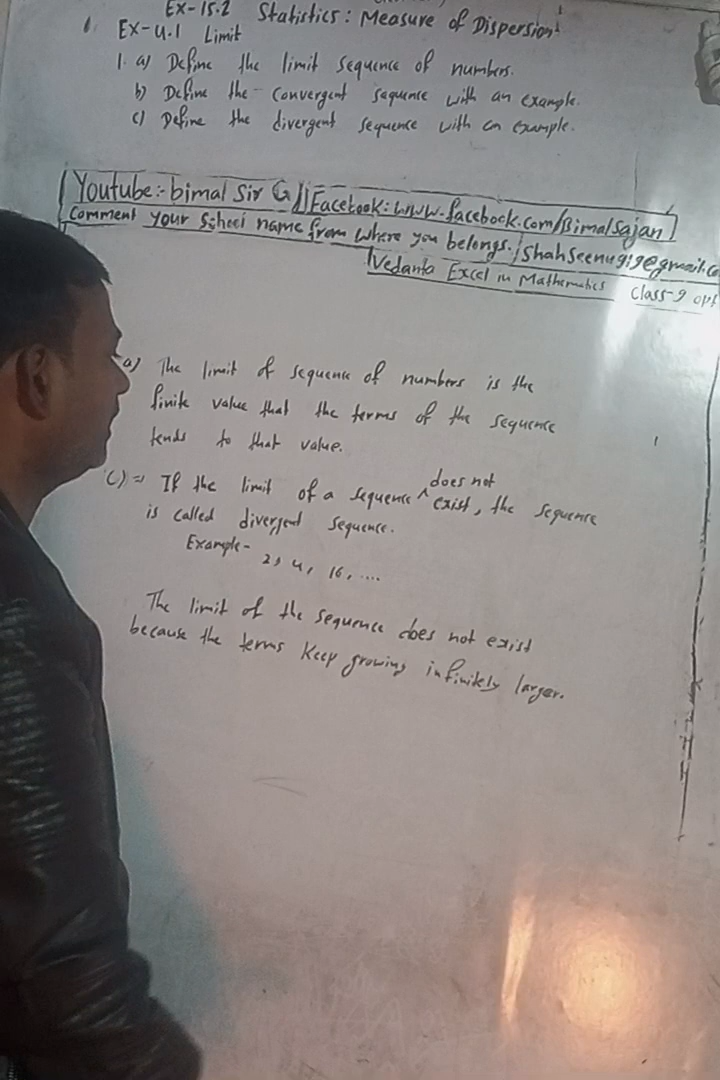 Ex-15.2 Statistics: Measure of Dispersion
Ex-4.1 Limit
1. a) Define the limit sequence of numbers.
b) Define the convergent sequence with an example.
c) Define the divergent sequence with an example.
Youtube:- bimal Sir G || Facebook: www.facebook.com/Bimalsajan
Comment your School name from where you belongs. / Shahseenu919@gmail.co
Vedanta Excel in Mathematics Class-9 opt
a) The limit of sequence of numbers is the
finite value that the terms of the sequence
tends to that value.
c) ⇒ If the limit of a sequence ^ does not exist, the sequence
is called divergent sequence.
Example- 2, 4, 16, ....
The limit of the sequence does not exist
because the terms keep growing infinitely larger.